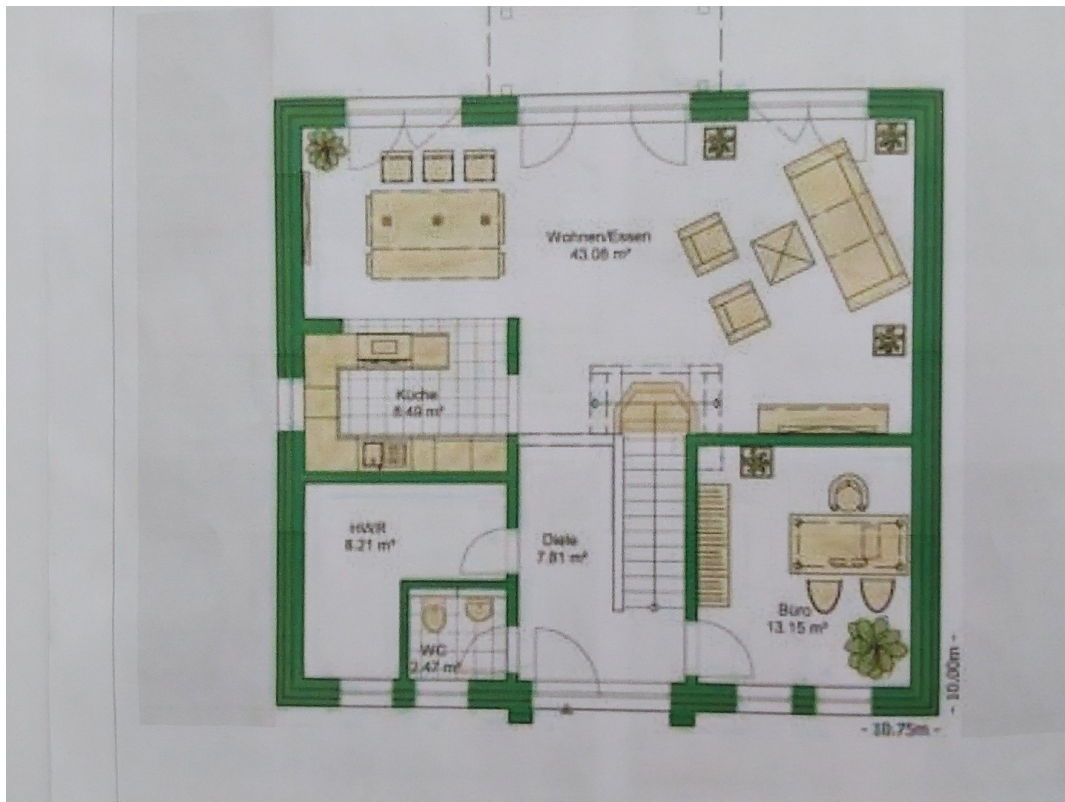 Wohnen/Essen
43.06 m²
Küche
8.49 m²
HWR
8.21 m²
Diele
7.81 m²
WC
2.47 m²
Büro
13.15 m²
- 10.00m -
- 10.75m -